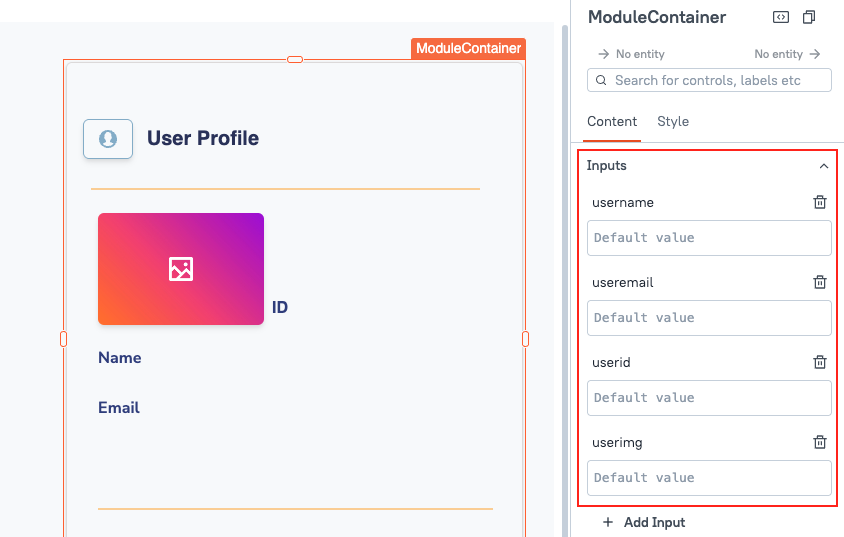 ModuleContainer
User Profile
ID
Name
Email
ModuleContainer
No entity
No entity
Search for controls, labels etc
Content
Style
Inputs
username
Default value
useremail
Default value
userid
Default value
userimg
Default value
Add Input